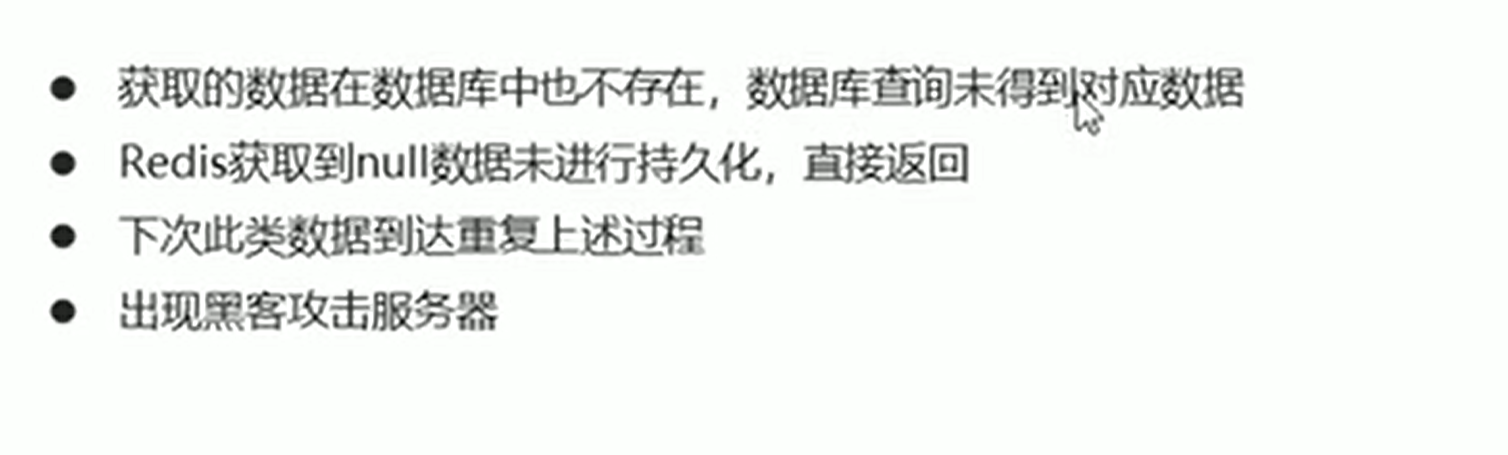 ● 获取的数据在数据库中也不存在，数据库查询未得到对应数据
● Redis获取到null数据未进行持久化，直接返回
● 下次此类数据到达重复上述过程
● 出现黑客攻击服务器